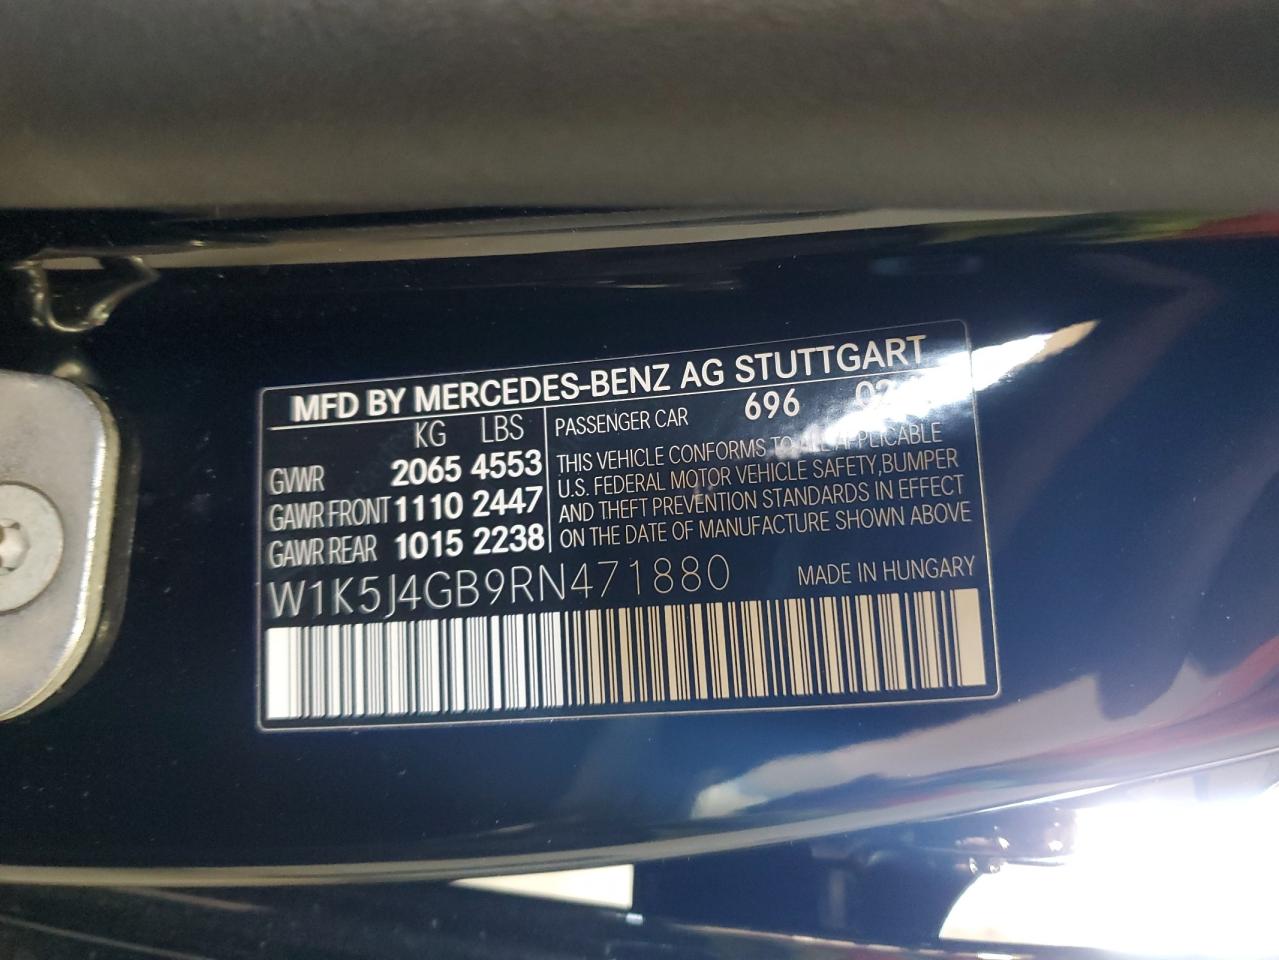 MFD BY MERCEDES-BENZ AG STUTTGART
KG LBS
GVWR 2065 4553
GAWR FRONT 1110 2447
GAWR REAR 1015 2238
PASSENGER CAR 696
THIS VEHICLE CONFORMS TO ALL APPLICABLE
U.S. FEDERAL MOTOR VEHICLE SAFETY,BUMPER
AND THEFT PREVENTION STANDARDS IN EFFECT
ON THE DATE OF MANUFACTURE SHOWN ABOVE
W1K5J4GB9RN471880 MADE IN HUNGARY